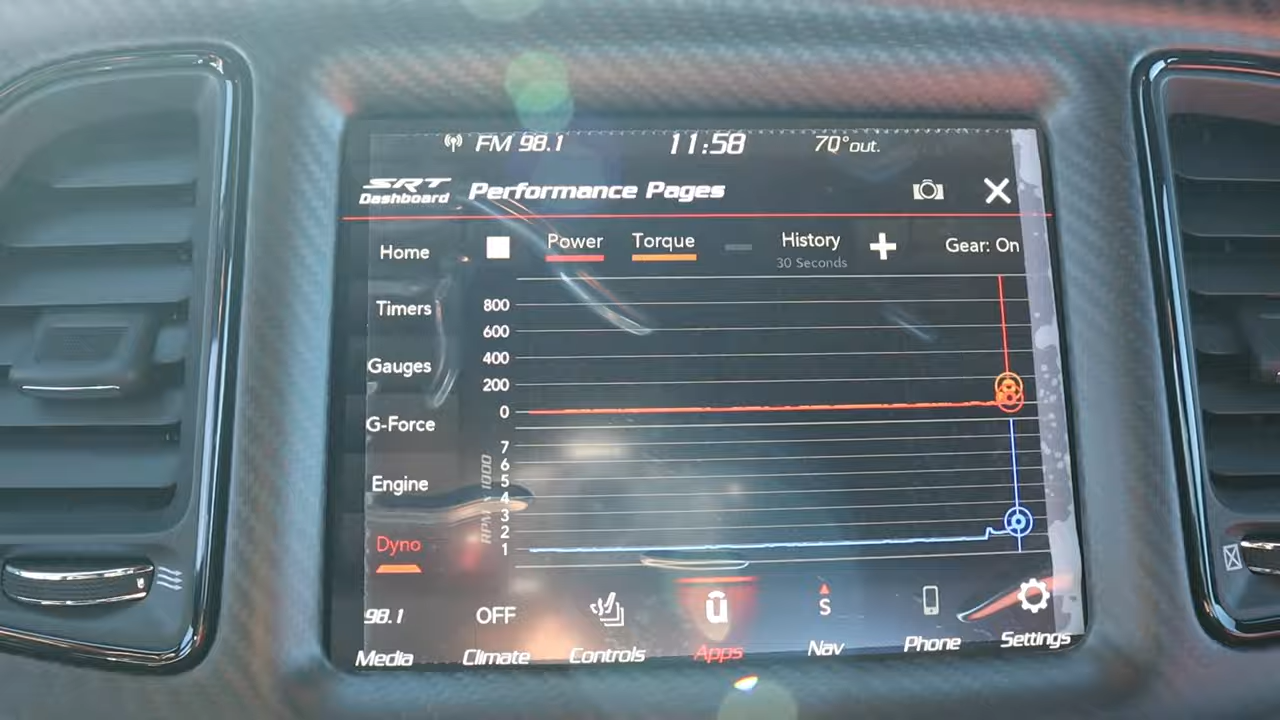 FM 98.1 11:58 70°out.
SRT Performance Pages
Dashboard
Home Power Torque History Gear: On
30 Seconds
Timers
Gauges
G-Force
Engine
Dyno
800
600
400
200
0
RPM x 1000
7
6
5
4
3
2
1
98.1 OFF S
Media Climate Controls Apps Nav Phone Settings